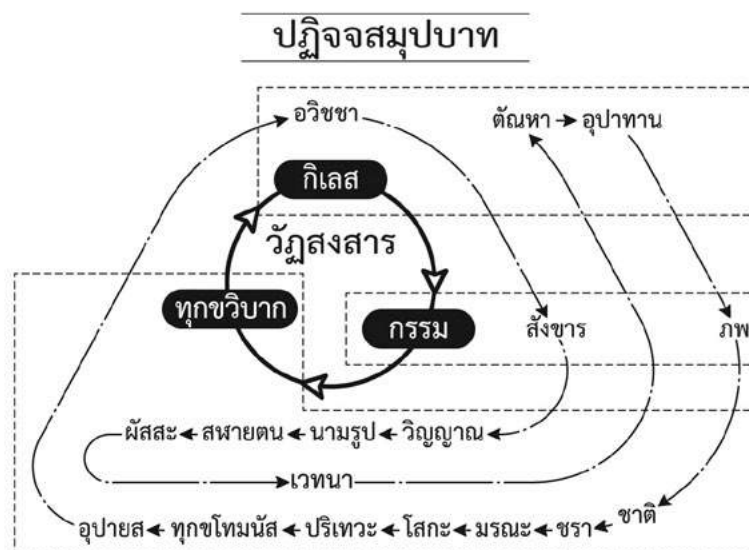 ปฏิจจสมุปบาท
อวิชชา
ตัณหา
อุปาทาน
กิเลส
วัฏสงสาร
ทุกขวิบาก
กรรม
สังขาร
ภพ
ผัสสะ สฬายตน นามรูป วิญญาณ
เวทนา
อุปายส ทุกขโทมนัส ปริเทวะ โสกะ มรณะ ชรา ชาติ